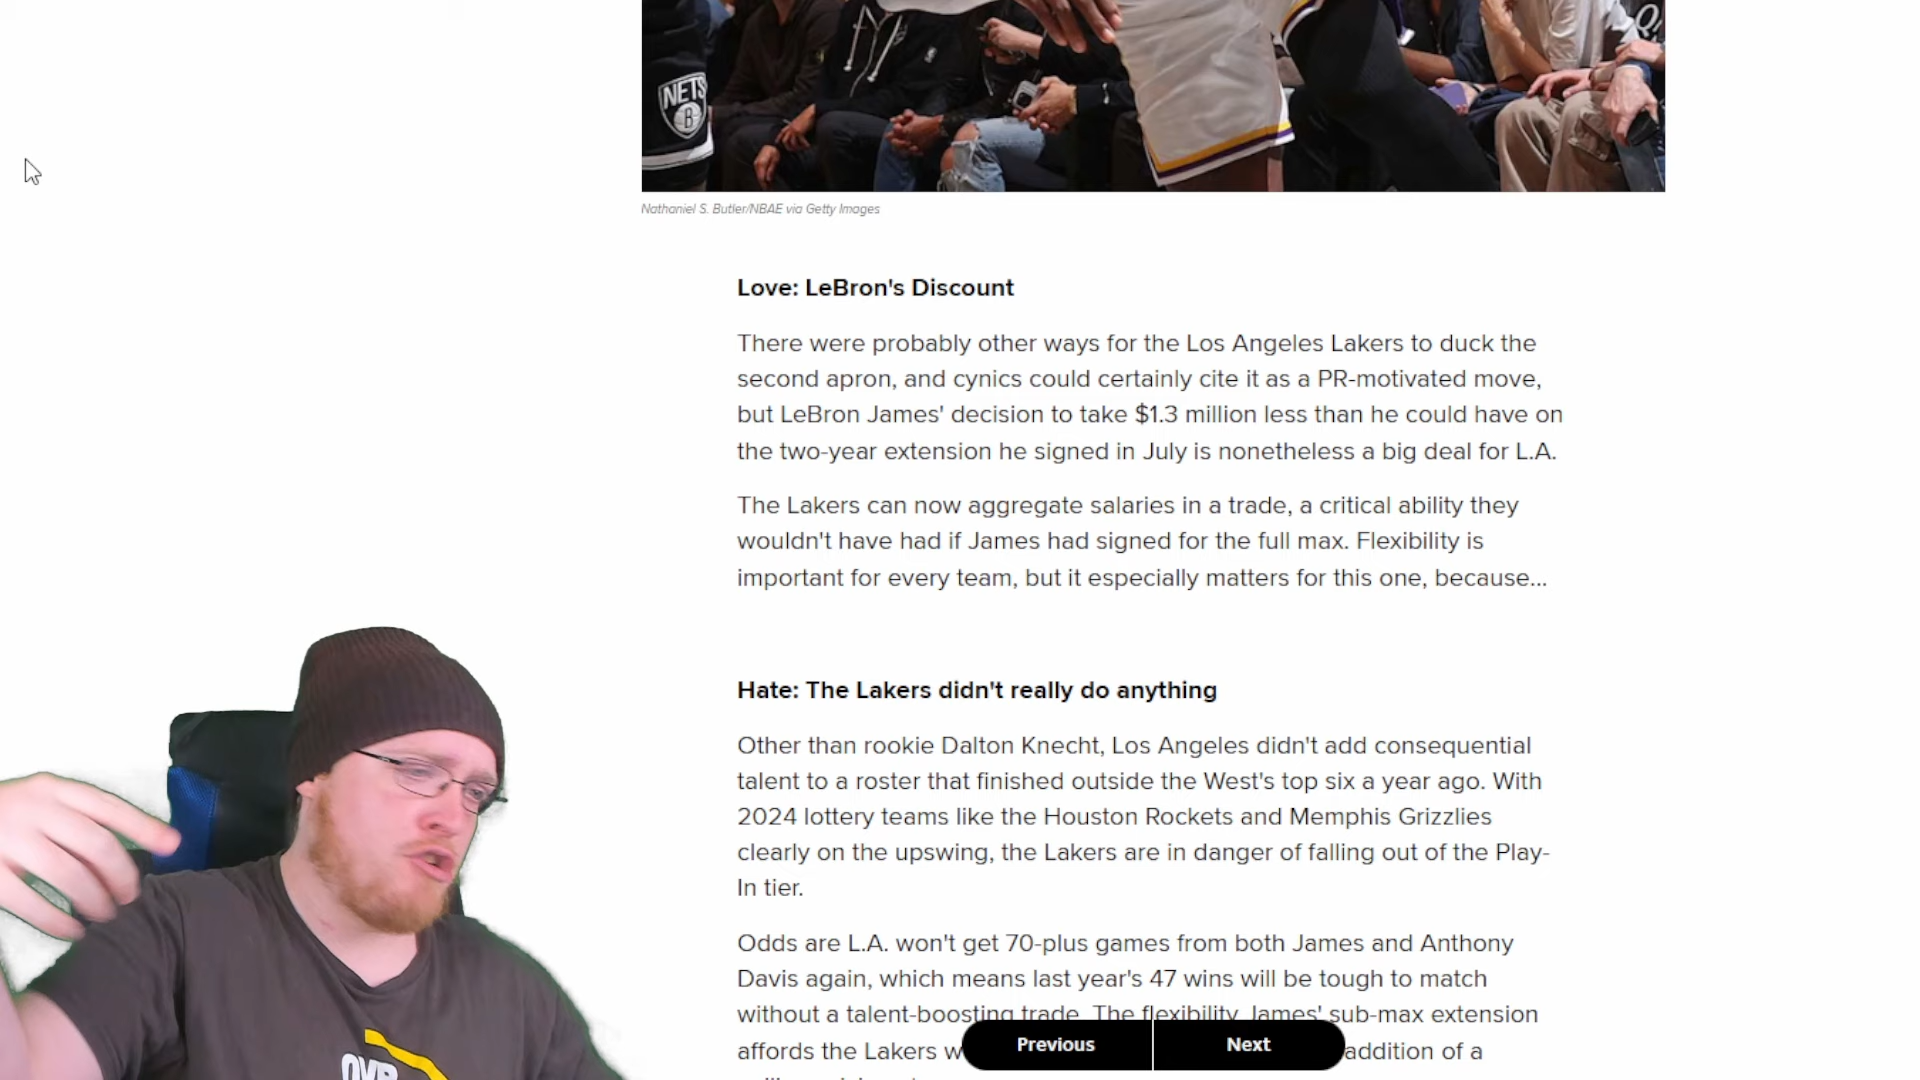 NETS
B
Nathaniel S. Butler/NBAE via Getty Images
Love: LeBron's Discount
There were probably other ways for the Los Angeles Lakers to duck the
second apron, and cynics could certainly cite it as a PR-motivated move,
but LeBron James' decision to take $1.3 million less than he could have on
the two-year extension he signed in July is nonetheless a big deal for L.A.
The Lakers can now aggregate salaries in a trade, a critical ability they
wouldn't have had if James had signed for the full max. Flexibility is
important for every team, but it especially matters for this one, because...
Hate: The Lakers didn't really do anything
Other than rookie Dalton Knecht, Los Angeles didn't add consequential
talent to a roster that finished outside the West's top six a year ago. With
2024 lottery teams like the Houston Rockets and Memphis Grizzlies
clearly on the upswing, the Lakers are in danger of falling out of the Play-
In tier.
Odds are L.A. won't get 70-plus games from both James and Anthony
Davis again, which means last year's 47 wins will be tough to match
without a talent-boosting trade. The flexibility James' sub-max extension
affords the Lakers
addition of a
Previous
Next